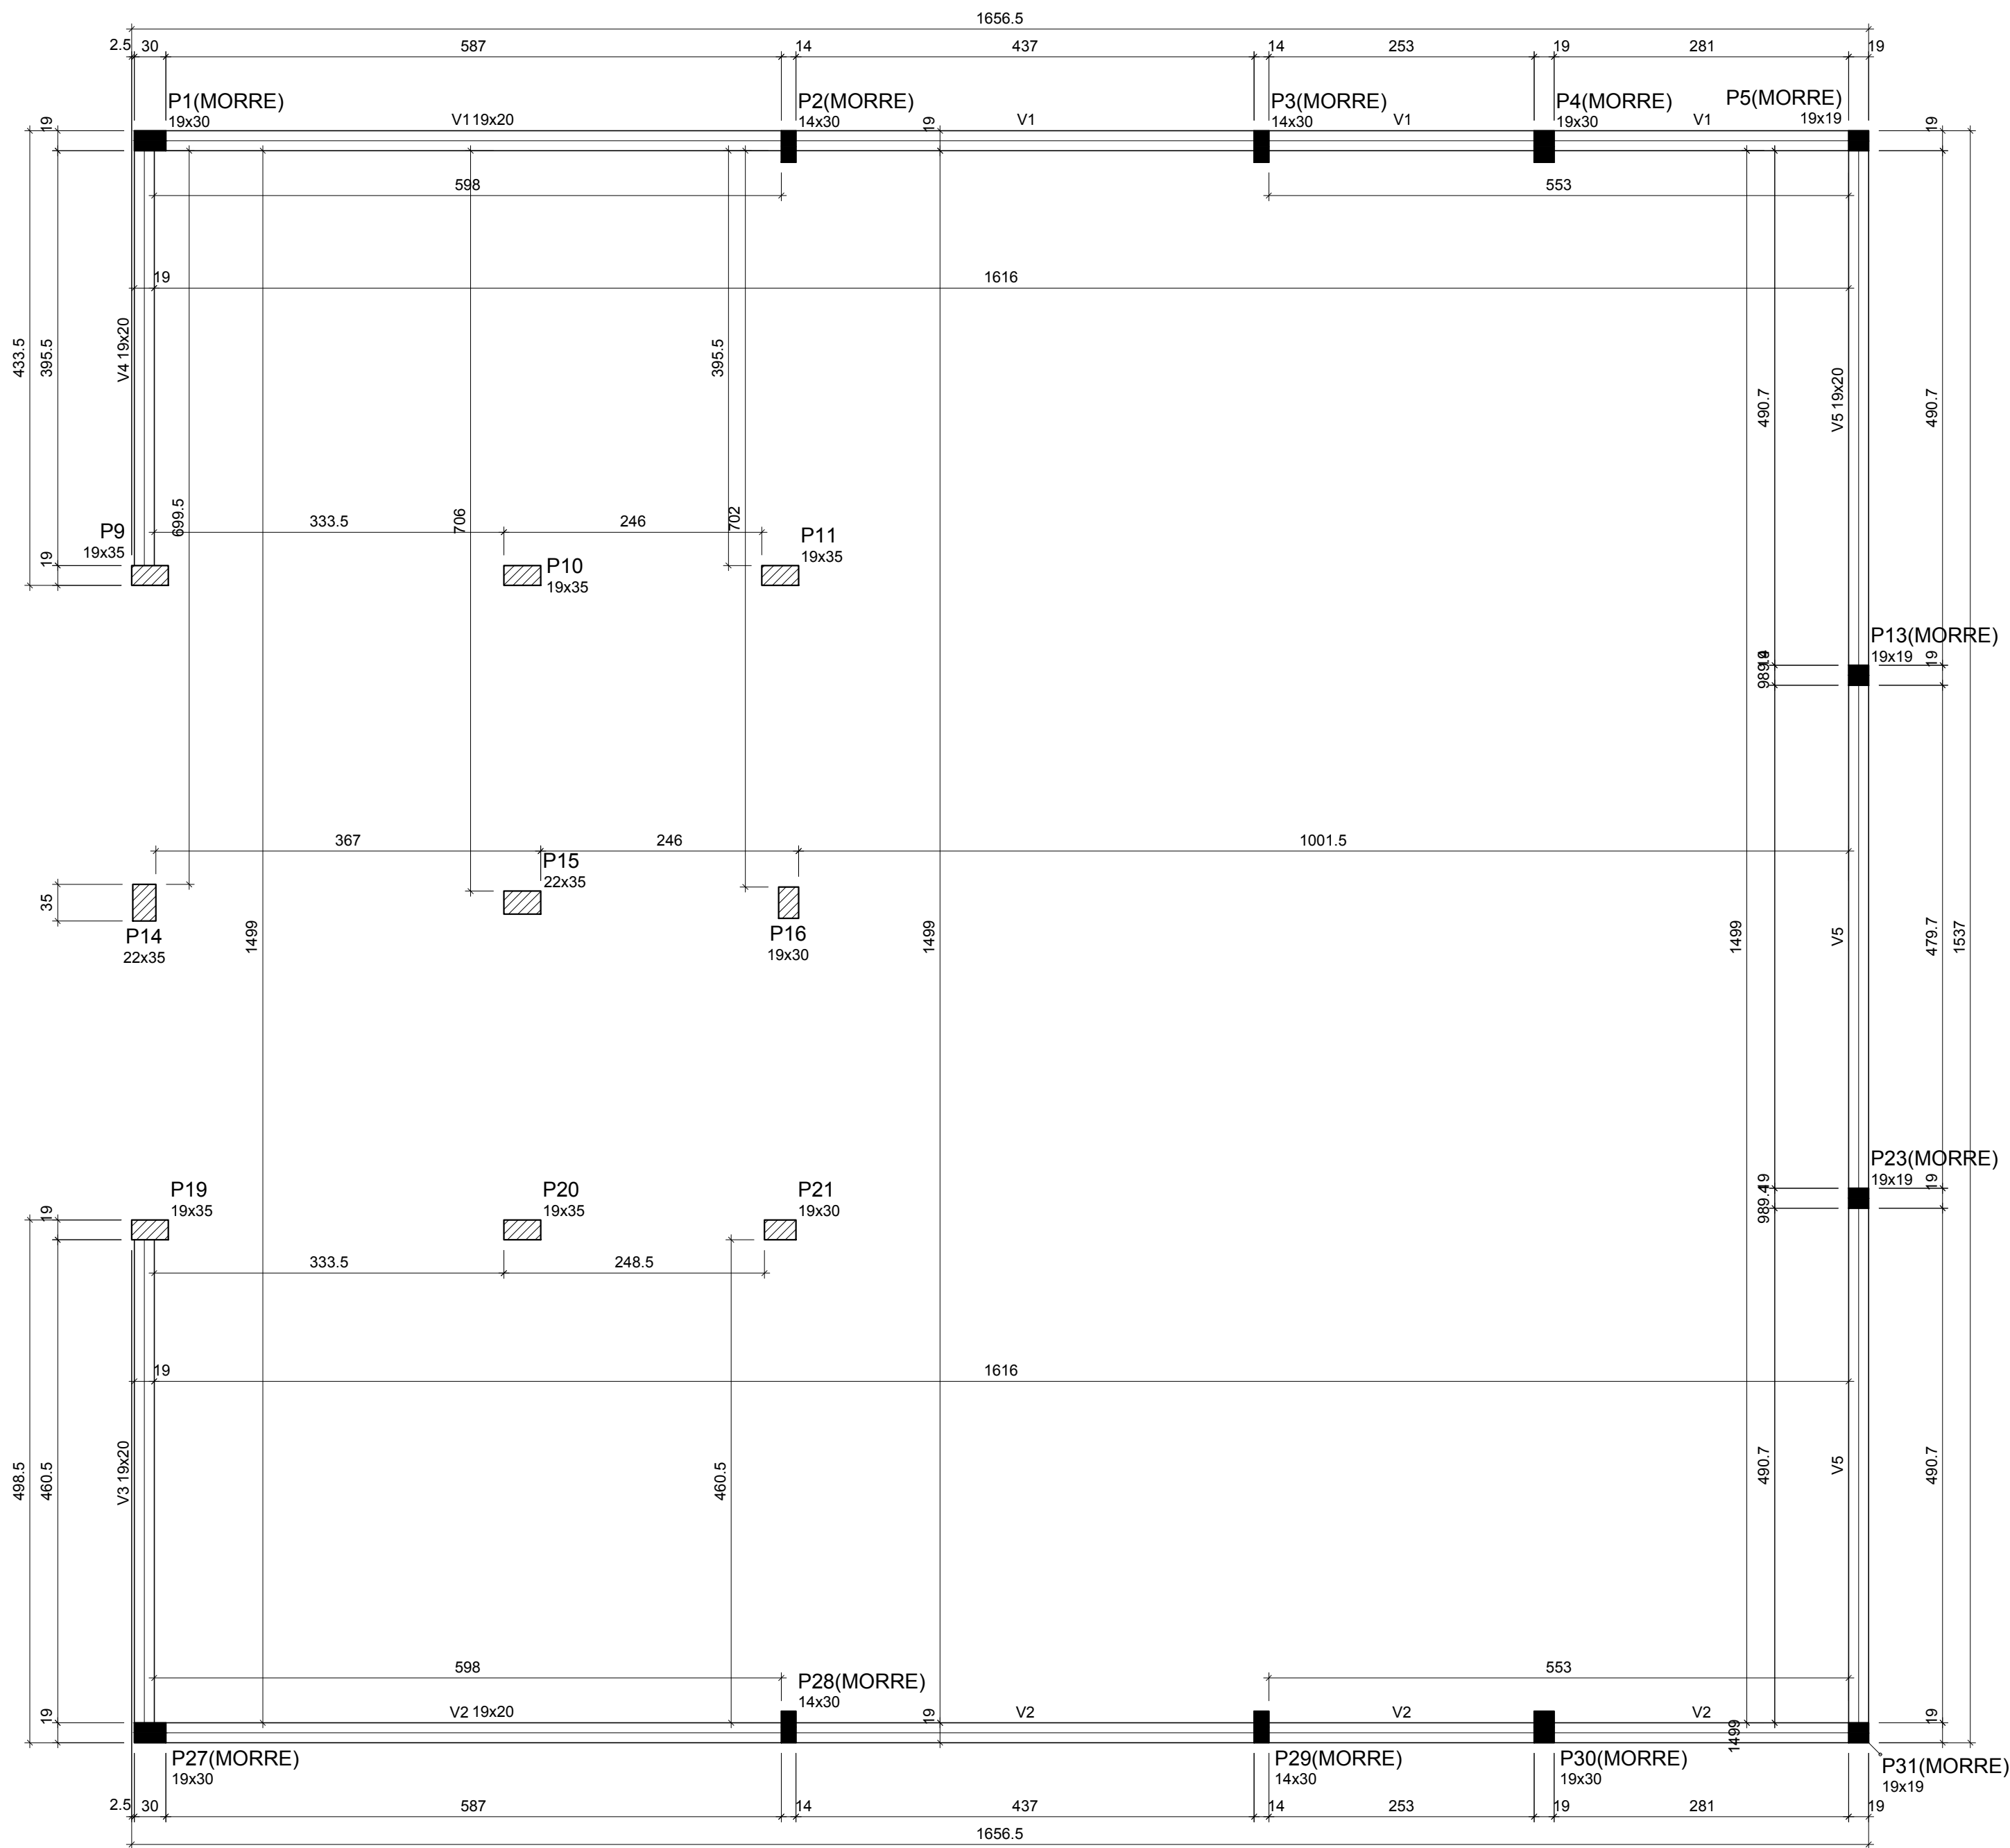 1656.5
2.5 30 587 14 437 14 253 19 281 19
P1(MORRE)
19x30
V1 19x20
P2(MORRE)
14x30
V1
P3(MORRE)
14x30
V1
P4(MORRE)
19x30
V1
P5(MORRE)
19x19
19
19
19
598
553
19
1616
433.5
395.5
V4 19x20
395.5
490.7
V5 19x20
490.7
699.5
706
702
333.5
246
P9
19x35
19
P10
19x35
P11
19x35
P13(MORRE)
19x19
19
367
246
1001.5
P15
22x35
35
P14
22x35
P16
19x30
1499
1499
1499
V5
479.7
1537
P23(MORRE)
19x19
19
989.4
19
P19
19x35
19
P20
19x35
P21
19x30
333.5
248.5
19
1616
498.5
460.5
V3 19x20
460.5
490.7
V5
490.7
598
553
P28(MORRE)
14x30
19
V2 19x20
19
V2
V2
V2
19
1499
P27(MORRE)
19x30
P29(MORRE)
14x30
P30(MORRE)
19x30
P31(MORRE)
19x19
2.5 30 587 14 437 14 253 19 281 19
1656.5